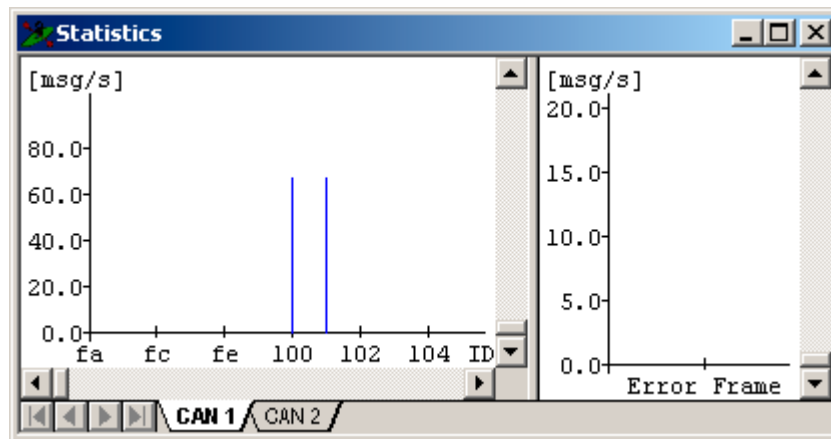 Statistics
[msg/s]
80.0
60.0
40.0
20.0
0.0
fa fc fe 100 102 104 ID
[msg/s]
20.0
15.0
10.0
5.0
0.0
Error Frame
CAN 1 CAN 2